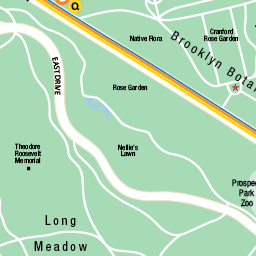 Q
Native Flora
Cranford
Rose Garden
Brooklyn Bota
Rose Garden
EAST DRIVE
Theodore
Roosevelt
Memorial
Nellie's
Lawn
Prospec
Park
Zoo
Long
Meadow